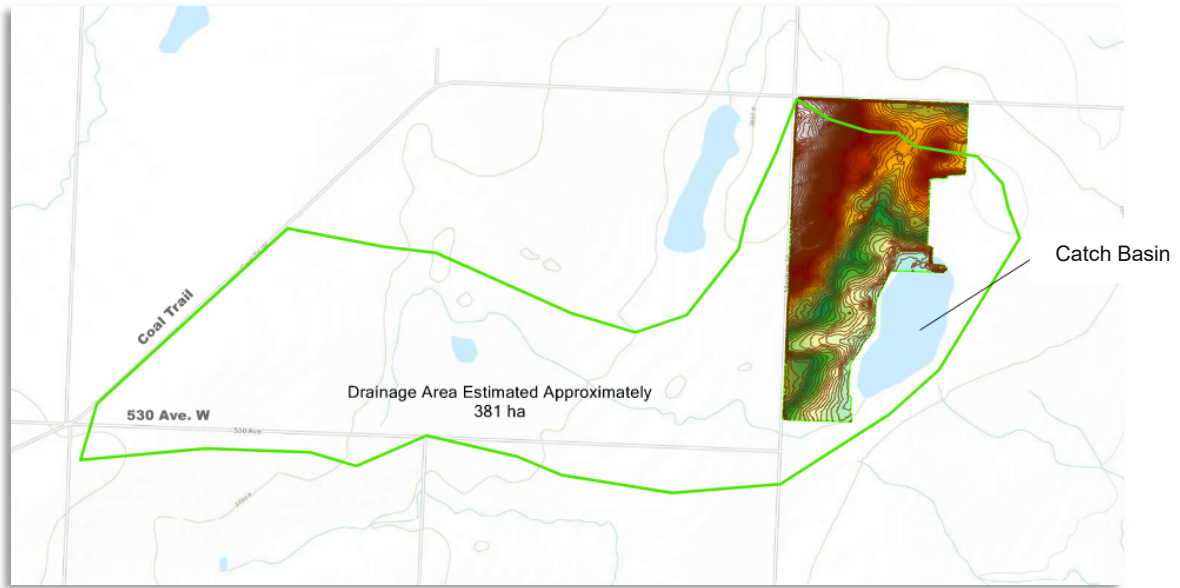 Catch Basin
Coal Trail
Drainage Area Estimated Approximately
381 ha
530 Ave. W
530 Ave